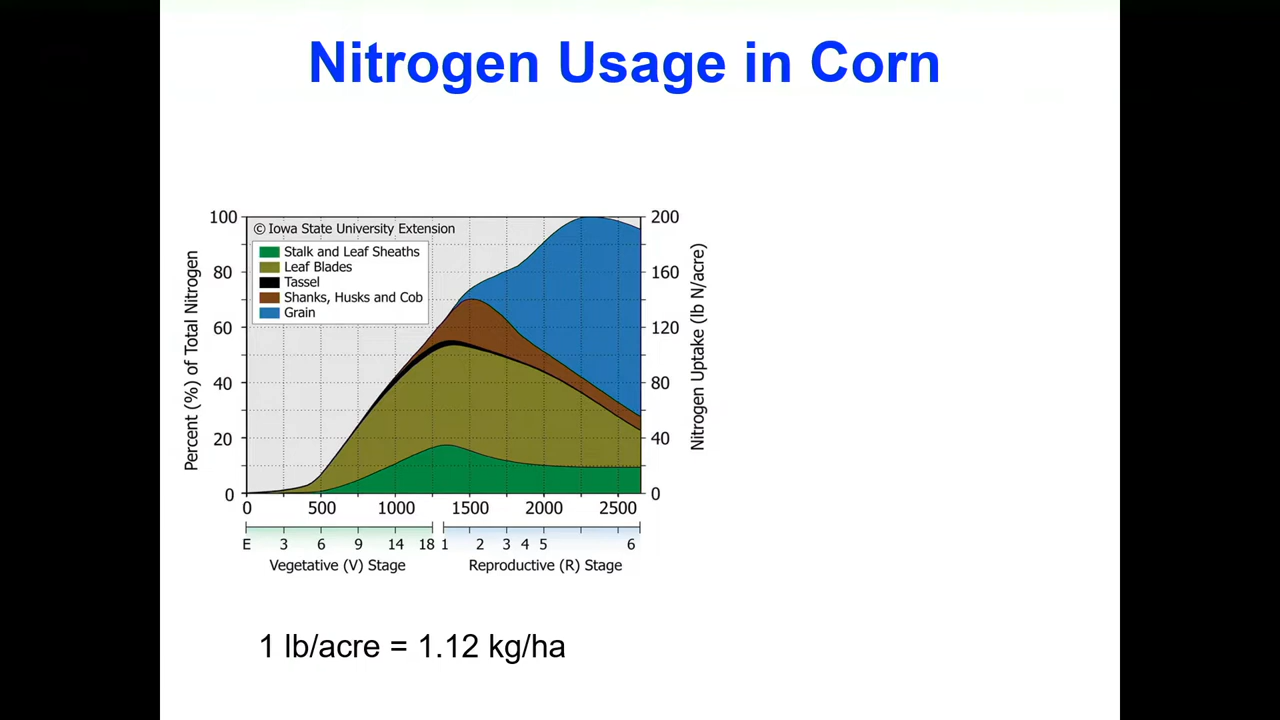 Nitrogen Usage in Corn
© Iowa State University Extension
Stalk and Leaf Sheaths
Leaf Blades
Tassel
Shanks, Husks and Cob
Grain
Percent (%) of Total Nitrogen
100
80
60
40
20
0
200
160
120
80
40
0
Nitrogen Uptake (lb N/acre)
0 500 1000 1500 2000 2500
E 3 6 9 14 18 1 2 3 4 5 6
Vegetative (V) Stage Reproductive (R) Stage
1 lb/acre = 1.12 kg/ha